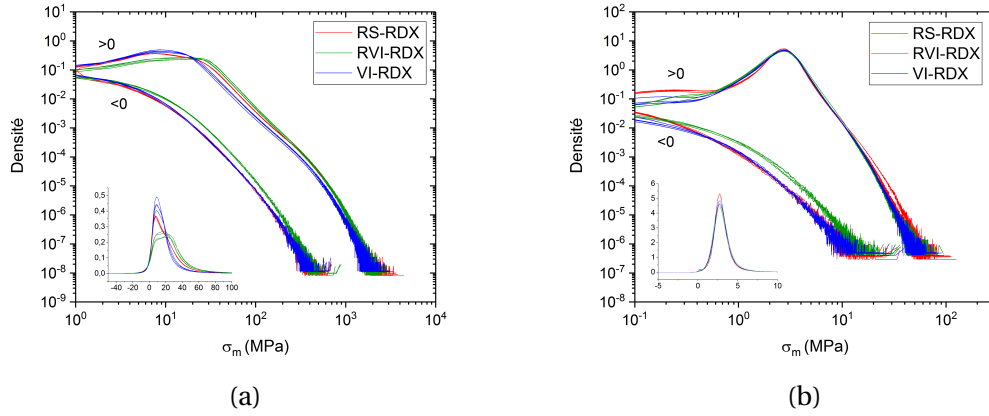 (a)
10¹
10⁰
10⁻¹
10⁻²
10⁻³
10⁻⁴
10⁻⁵
10⁻⁶
10⁻⁷
10⁻⁸
10⁻⁹
Densité
>0
<0
RS-RDX
RVI-RDX
VI-RDX
0,5
0,4
0,3
0,2
0,1
0,0
-40 -20 0 20 40 60 80 100
10⁰ 10¹ 10² 10³ 10⁴
σₘ (MPa)
(a)
(b)
10²
10¹
10⁰
10⁻¹
10⁻²
10⁻³
10⁻⁴
10⁻⁵
10⁻⁶
10⁻⁷
10⁻⁸
Densité
>0
<0
RS-RDX
RVI-RDX
VI-RDX
6
5
4
3
2
1
0
-5 0 5 10
10⁻¹ 10⁰ 10¹ 10²
σₘ (MPa)
(b)